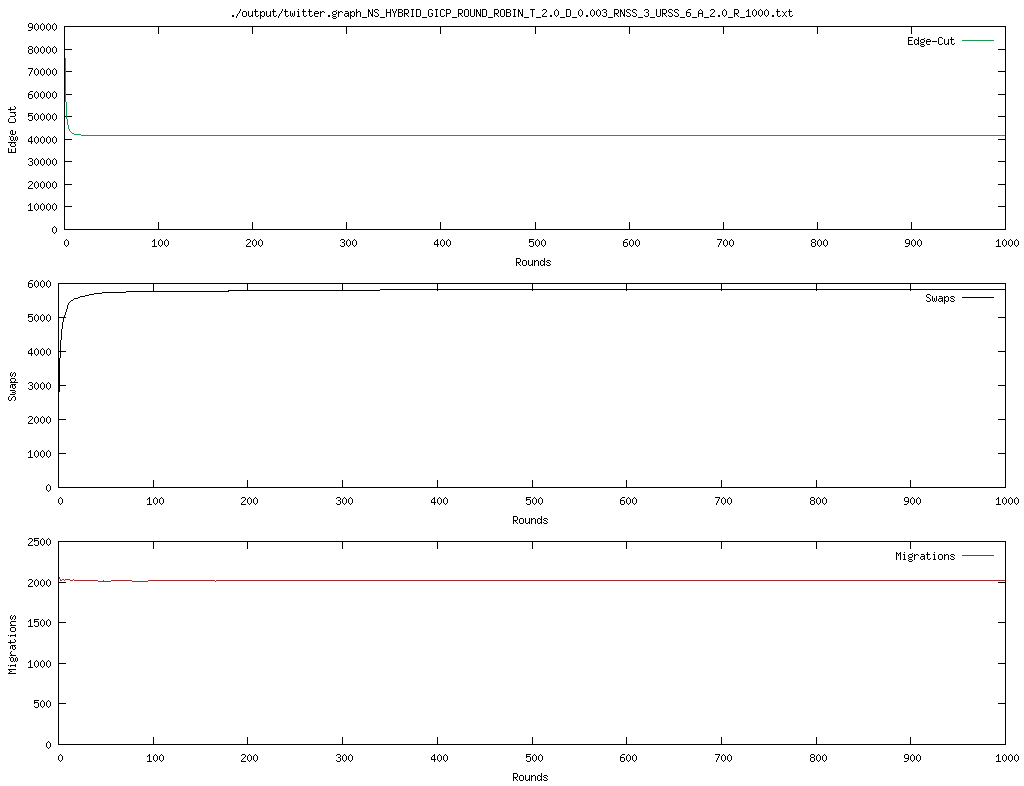 ./output/twitter.graph_NS_HYBRID_GICP_ROUND_ROBIN_T_2.0_D_0.003_RNSS_3_URSS_6_A_2.0_R_1000.txt
90000
80000
70000
60000
50000
40000
30000
20000
10000
0
Edge Cut
Edge-Cut
0 100 200 300 400 500 600 700 800 900 1000
Rounds
6000
5000
4000
3000
2000
1000
0
Swaps
Swaps
0 100 200 300 400 500 600 700 800 900 1000
Rounds
2500
2000
1500
1000
500
0
Migrations
Migrations
0 100 200 300 400 500 600 700 800 900 1000
Rounds